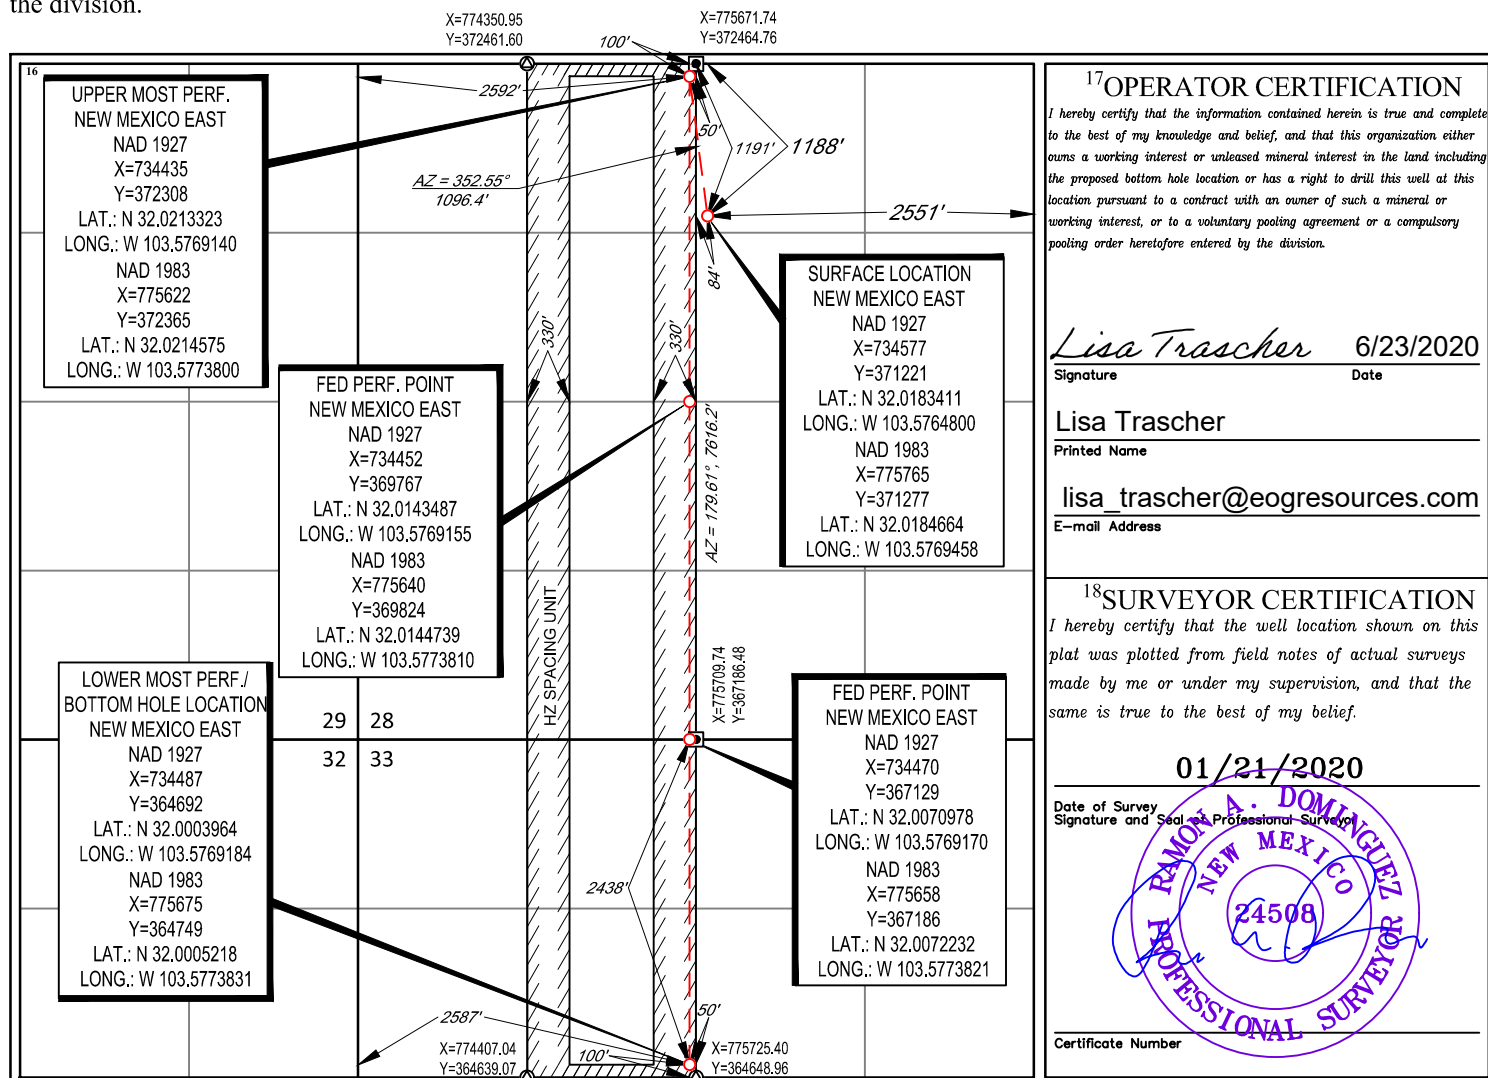 the division.
X=774350.95
Y=372461.60
X=775671.74
Y=372464.76
100'
16
UPPER MOST PERF.
NEW MEXICO EAST
NAD 1927
X=734435
Y=372308
LAT.: N 32.0213323
LONG.: W 103.5769140
NAD 1983
X=775622
Y=372365
LAT.: N 32.0214575
LONG.: W 103.5773800
2592'
50'
1191'
1188'
AZ = 352.55°
1096.4'
2551'
84'
SURFACE LOCATION
NEW MEXICO EAST
NAD 1927
X=734577
Y=371221
LAT.: N 32.0183411
LONG.: W 103.5764800
NAD 1983
X=775765
Y=371277
LAT.: N 32.0184664
LONG.: W 103.5769458
330'
330'
FED PERF. POINT
NEW MEXICO EAST
NAD 1927
X=734452
Y=369767
LAT.: N 32.0143487
LONG.: W 103.5769155
NAD 1983
X=775640
Y=369824
LAT.: N 32.0144739
LONG.: W 103.5773810
AZ = 179.61°, 7616.2'
HZ SPACING UNIT
X=775709.74
Y=367186.48
29 28
32 33
LOWER MOST PERF./
BOTTOM HOLE LOCATION
NEW MEXICO EAST
NAD 1927
X=734487
Y=364692
LAT.: N 32.0003964
LONG.: W 103.5769184
NAD 1983
X=775675
Y=364749
LAT.: N 32.0005218
LONG.: W 103.5773831
FED PERF. POINT
NEW MEXICO EAST
NAD 1927
X=734470
Y=367129
LAT.: N 32.0070978
LONG.: W 103.5769170
NAD 1983
X=775658
Y=367186
LAT.: N 32.0072232
LONG.: W 103.5773821
2438'
2587'
50'
100'
X=774407.04
Y=364639.07
X=775725.40
Y=364648.96
17 OPERATOR CERTIFICATION
I hereby certify that the information contained herein is true and complete
to the best of my knowledge and belief, and that this organization either
owns a working interest or unleased mineral interest in the land including
the proposed bottom hole location or has a right to drill this well at this
location pursuant to a contract with an owner of such a mineral or
working interest, or to a voluntary pooling agreement or a compulsory
pooling order heretofore entered by the division.
Lisa Trascher 6/23/2020
Signature Date
Lisa Trascher
Printed Name
lisa_trascher@eogresources.com
E-mail Address
18 SURVEYOR CERTIFICATION
I hereby certify that the well location shown on this
plat was plotted from field notes of actual surveys
made by me or under my supervision, and that the
same is true to the best of my belief.
01/21/2020
Date of Survey
Signature and Seal of Professional Surveyor
RAMON A. DOMINGUEZ
NEW MEXICO
24508
PROFESSIONAL SURVEYOR
Certificate Number